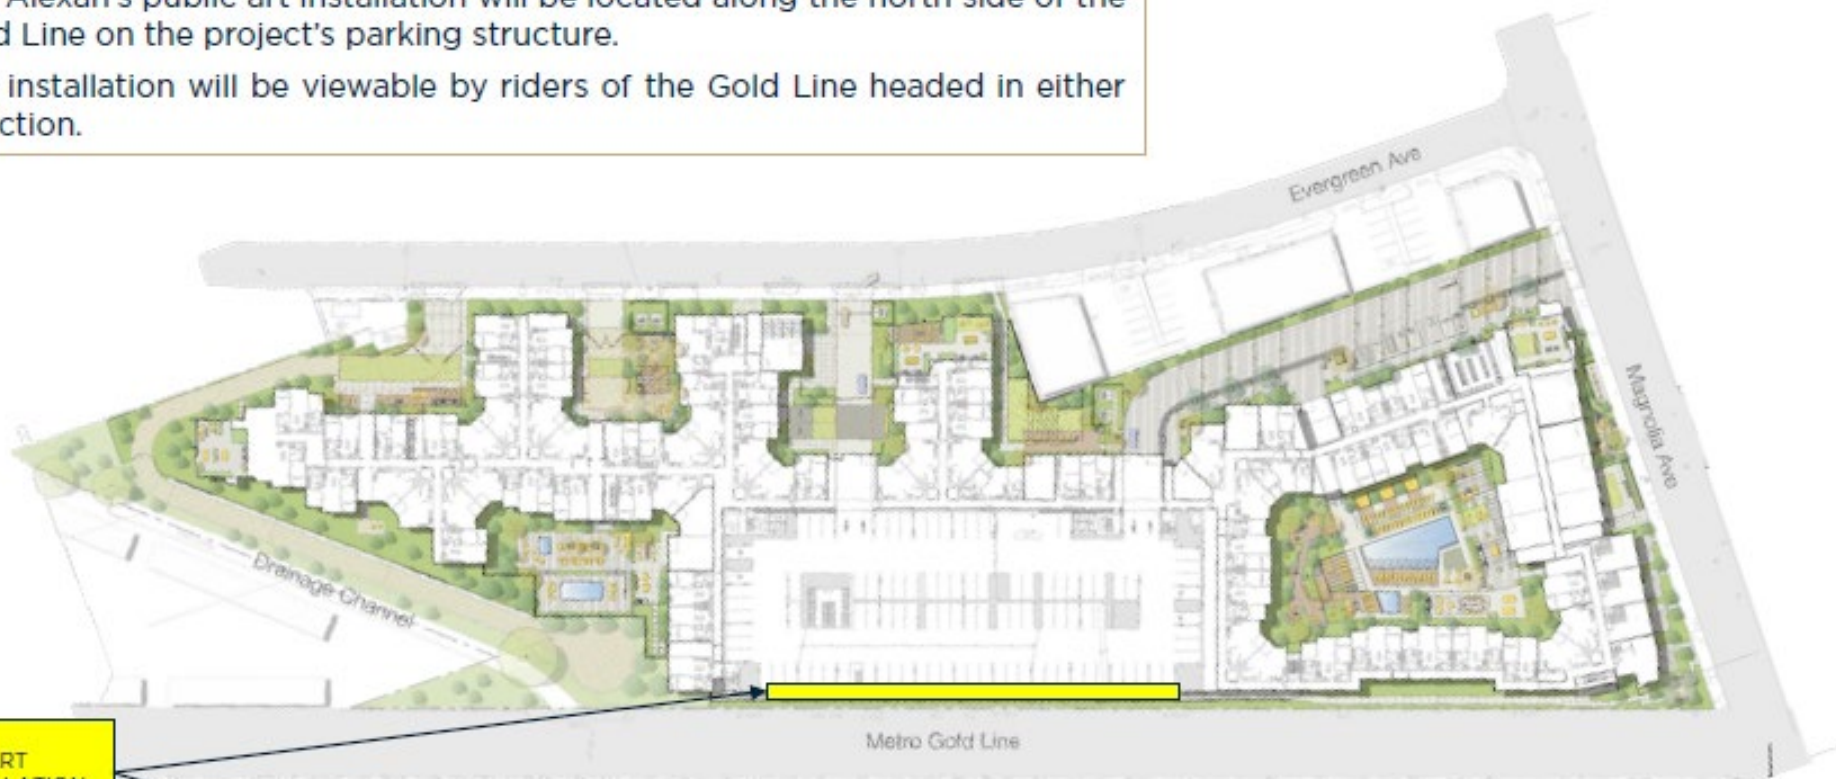 Alexan's public art installation will be located along the north side of the
d Line on the project's parking structure.
installation will be viewable by riders of the Gold Line headed in either
ction.
Evergreen Ave
Magnolia Ave
Drainage Channel
Metro Gold Line
RT
LATION